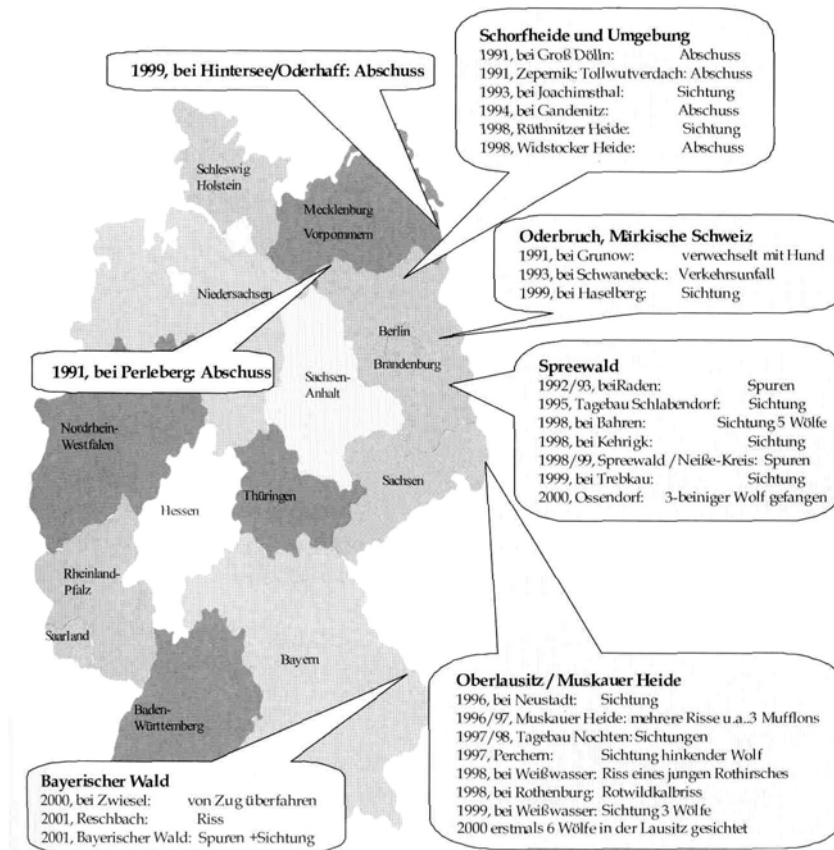 1999, bei Hintersee/Oderhaff: Abschuss
Schorfheide und Umgebung
1991, bei Groß Dölln: Abschuss
1991, Zepernik: Tollwutverdach: Abschuss
1993, bei Joachimsthal: Sichtung
1994, bei Gandenitz: Abschuss
1998, Rüthnitzer Heide: Sichtung
1998, Widstocker Heide: Abschuss
Schleswig
Holstein
Mecklenburg
Vorpommern
Oderbruch, Märkische Schweiz
1991, bei Grunow: verwechselt mit Hund
1993, bei Schwanebeck: Verkehrsunfall
1999, bei Haselberg: Sichtung
Niedersachsen
Berlin
Brandenburg
1991, bei Perleberg: Abschuss
Sachsen-
Anhalt
Spreewald
1992/93, beiRaden: Spuren
1995, Tagebau Schlabendorf: Sichtung
1998, bei Bahren: Sichtung 5 Wölfe
1998, bei Kehrigk: Sichtung
1998/99, Spreewald /Neiße-Kreis: Spuren
1999, bei Trebkau: Sichtung
2000, Ossendorf: 3-beiniger Wolf gefangen
Nordrhein-
Westfalen
Sachsen
Thüringen
Hessen
Rheinland-
Pfalz
Saarland
Bayern
Baden-
Württemberg
Oberlausitz / Muskauer Heide
1996, bei Neustadt: Sichtung
1996/97, Muskauer Heide: mehrere Risse u.a..3 Mufflons
1997/98, Tagebau Nochten: Sichtungen
1997, Perchern: Sichtung hinkender Wolf
1998, bei Weißwasser: Riss eines jungen Rothirsches
1998, bei Rothenburg: Rotwildkalbriss
1999, bei Weißwasser: Sichtung 3 Wölfe
2000 erstmals 6 Wölfe in der Lausitz gesichtet
Bayerischer Wald
2000, bei Zwiesel: von Zug überfahren
2001, Reschbach: Riss
2001, Bayerischer Wald: Spuren +Sichtung